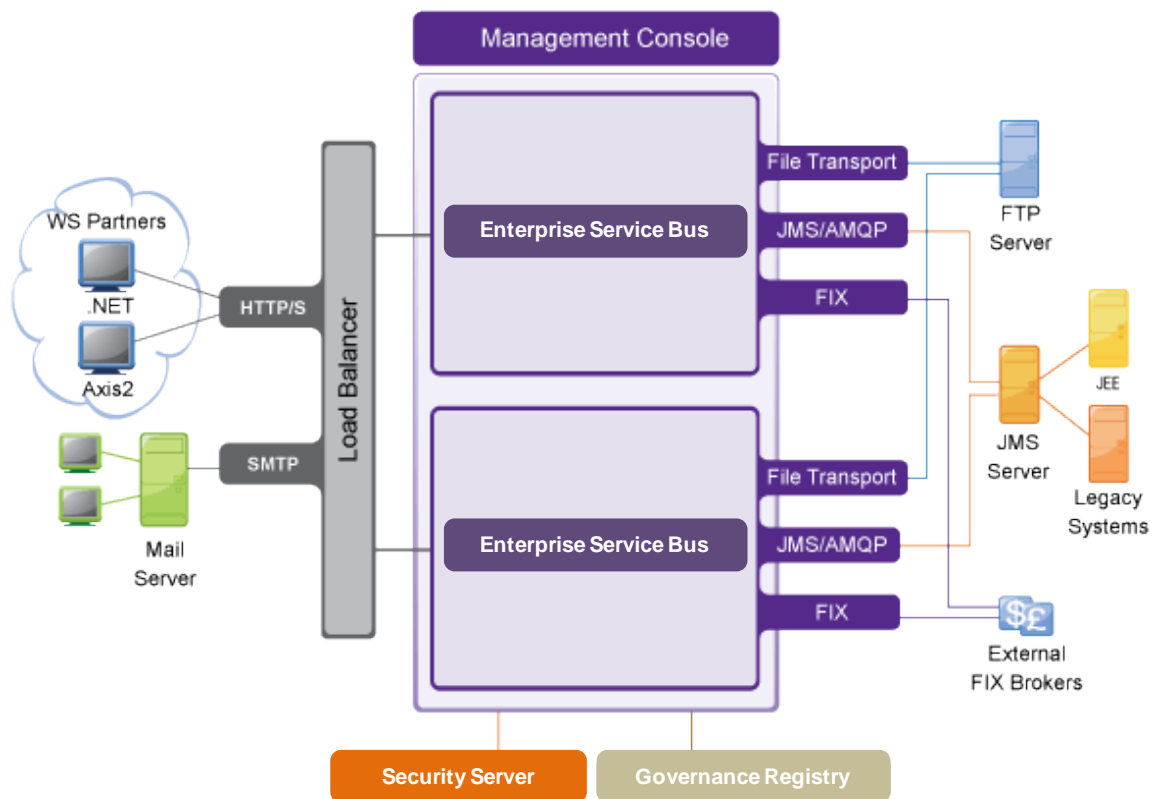 Management Console
WS Partners
.NET
Axis2
HTTP/S
Mail
Server
SMTP
Load Balancer
Enterprise Service Bus
File Transport
JMS/AMQP
FIX
Enterprise Service Bus
File Transport
JMS/AMQP
FIX
FTP
Server
JEE
JMS
Server
Legacy
Systems
$£
External
FIX Brokers
Security Server
Governance Registry